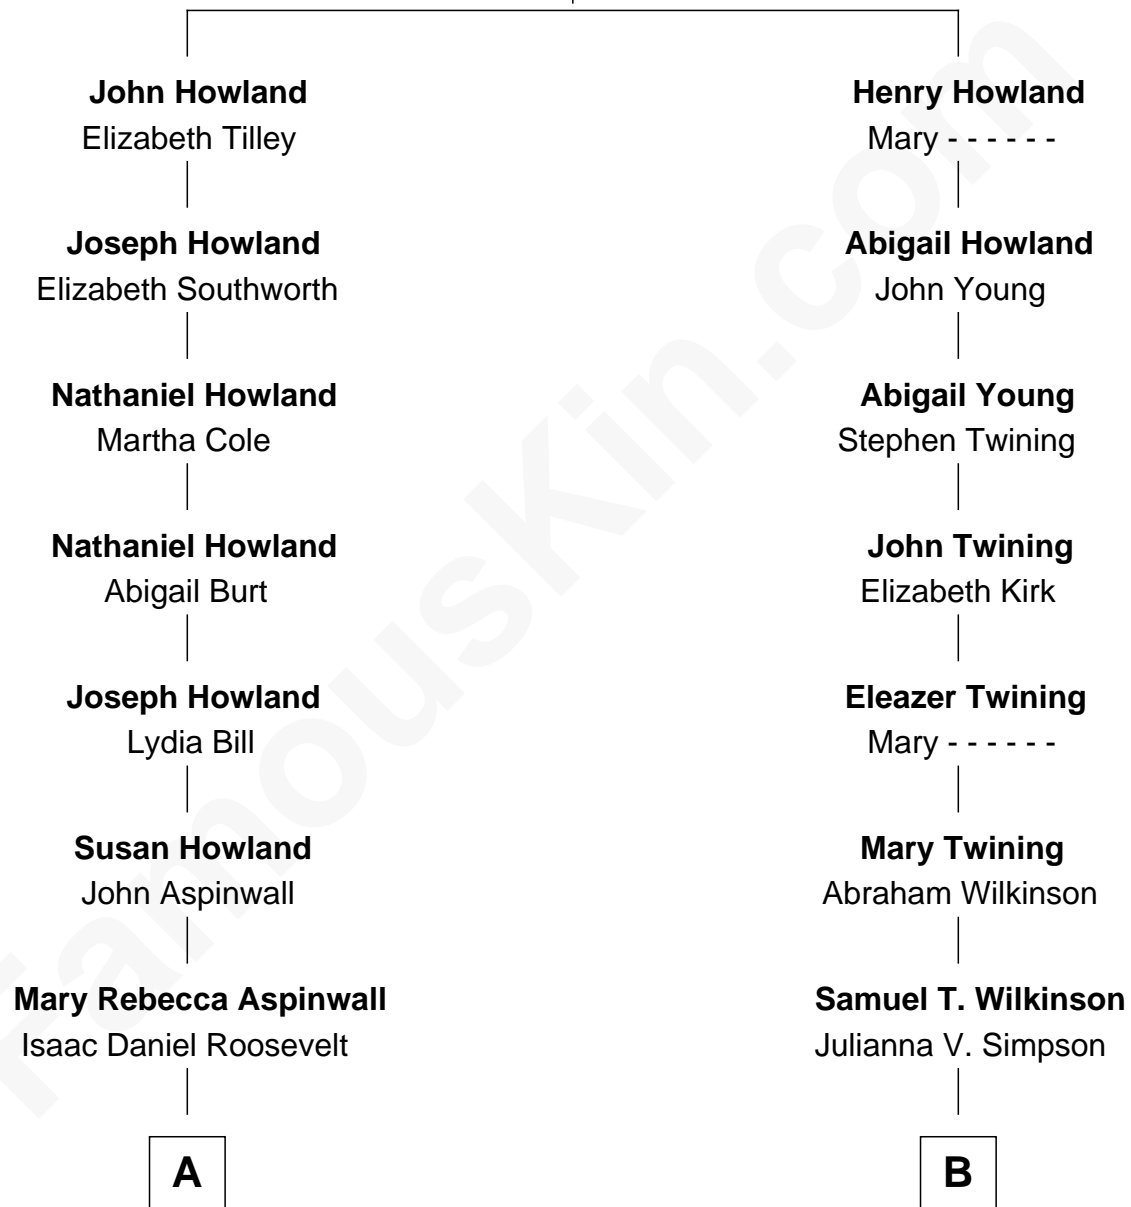 John Howland
Elizabeth Tilley
Joseph Howland
Elizabeth Southworth
Nathaniel Howland
Martha Cole
Nathaniel Howland
Abigail Burt
Joseph Howland
Lydia Bill
Susan Howland
John Aspinwall
Mary Rebecca Aspinwall
Isaac Daniel Roosevelt
A
Henry Howland
Mary - - - - - -
Abigail Howland
John Young
Abigail Young
Stephen Twining
John Twining
Elizabeth Kirk
Eleazer Twining
Mary - - - - - -
Mary Twining
Abraham Wilkinson
Samuel T. Wilkinson
Julianna V. Simpson
B
FamousKin.com